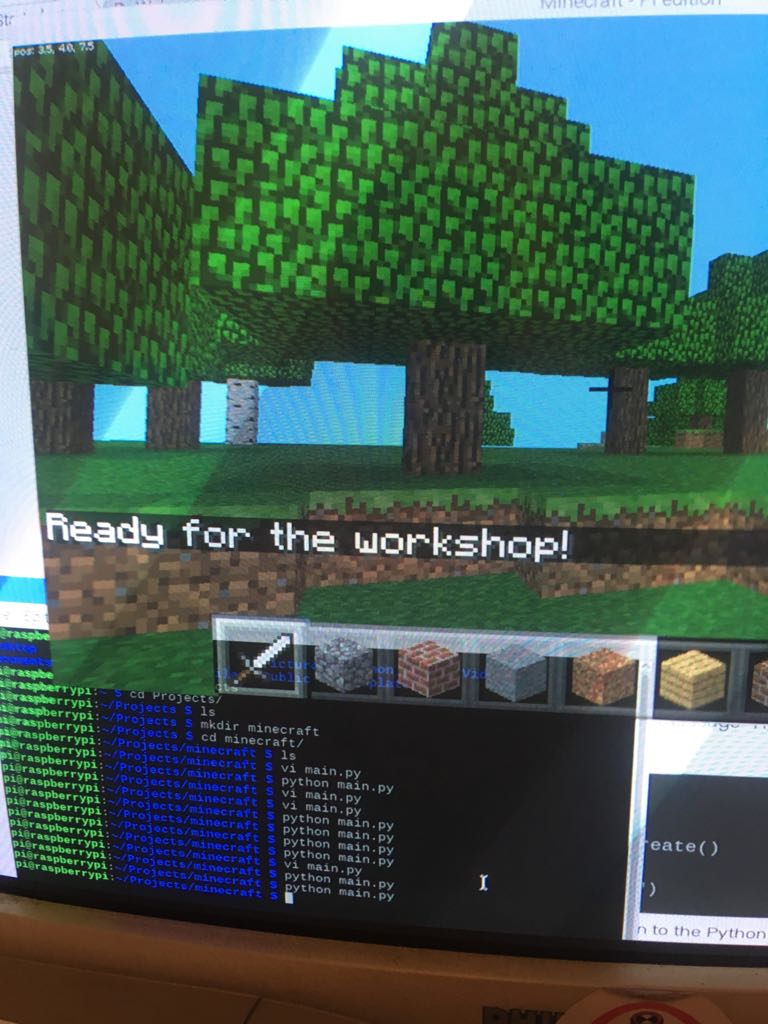 Minecraft - Pi edition
pos: 3.5, 4.0, 7.5
Ready for the workshop!
pi@raspberrypi:~ $ cd Projects/
pi@raspberrypi:~/Projects $ ls
pi@raspberrypi:~/Projects $ mkdir minecraft
pi@raspberrypi:~/Projects $ cd minecraft/
pi@raspberrypi:~/Projects/minecraft $ ls
pi@raspberrypi:~/Projects/minecraft $ vi main.py
pi@raspberrypi:~/Projects/minecraft $ python main.py
pi@raspberrypi:~/Projects/minecraft $ vi main.py
pi@raspberrypi:~/Projects/minecraft $ vi main.py
pi@raspberrypi:~/Projects/minecraft $ python main.py
pi@raspberrypi:~/Projects/minecraft $ python main.py
pi@raspberrypi:~/Projects/minecraft $ python main.py
pi@raspberrypi:~/Projects/minecraft $ python main.py
pi@raspberrypi:~/Projects/minecraft $ vi main.py
pi@raspberrypi:~/Projects/minecraft $ python main.py
pi@raspberrypi:~/Projects/minecraft $ python main.py
pi@raspberrypi:~/Projects/minecraft $
reate()
')
n to the Python